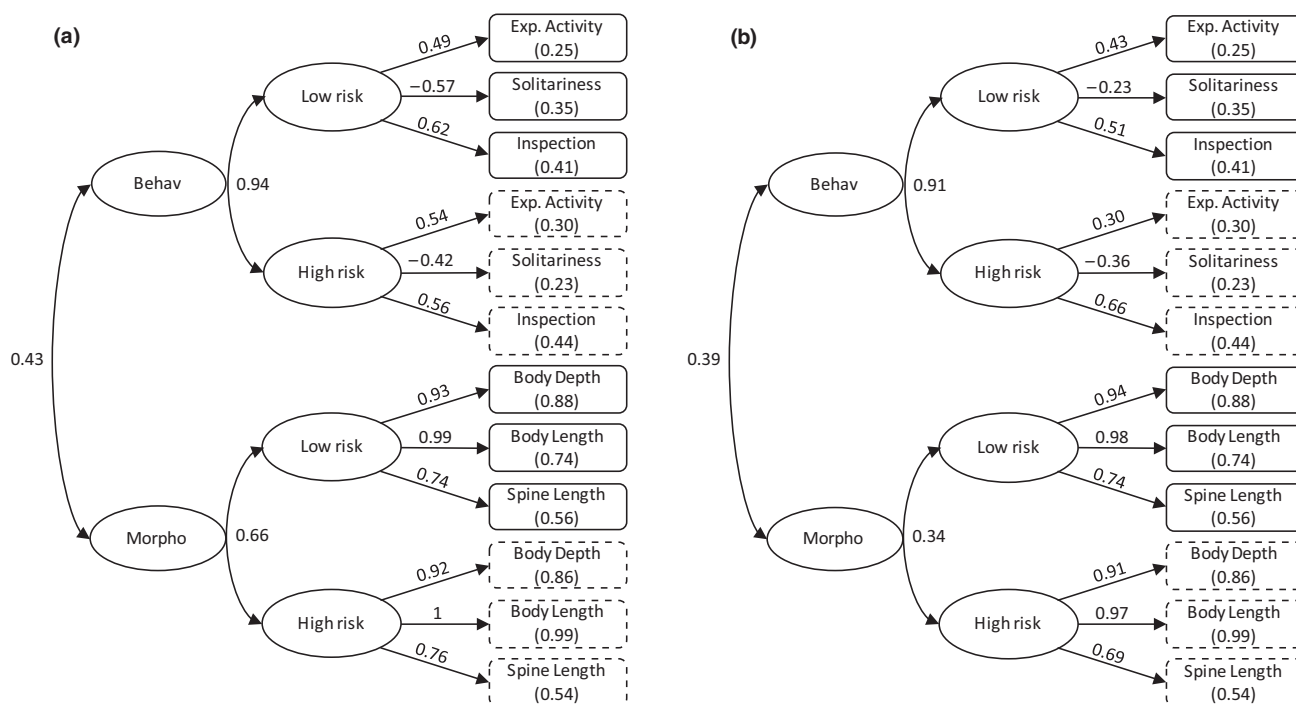 (a)
0.43
Behav
0.94
Low risk
0.49
Exp. Activity
(0.25)
−0.57
Solitariness
(0.35)
0.62
Inspection
(0.41)
High risk
0.54
Exp. Activity
(0.30)
−0.42
Solitariness
(0.23)
0.56
Inspection
(0.44)
Morpho
0.66
Low risk
0.93
Body Depth
(0.88)
0.99
Body Length
(0.74)
0.74
Spine Length
(0.56)
High risk
0.92
Body Depth
(0.86)
1
Body Length
(0.99)
0.76
Spine Length
(0.54)
(b)
0.39
Behav
0.91
Low risk
0.43
Exp. Activity
(0.25)
−0.23
Solitariness
(0.35)
0.51
Inspection
(0.41)
High risk
0.30
Exp. Activity
(0.30)
−0.36
Solitariness
(0.23)
0.66
Inspection
(0.44)
Morpho
0.34
Low risk
0.94
Body Depth
(0.88)
0.98
Body Length
(0.74)
0.74
Spine Length
(0.56)
High risk
0.91
Body Depth
(0.86)
0.97
Body Length
(0.99)
0.69
Spine Length
(0.54)